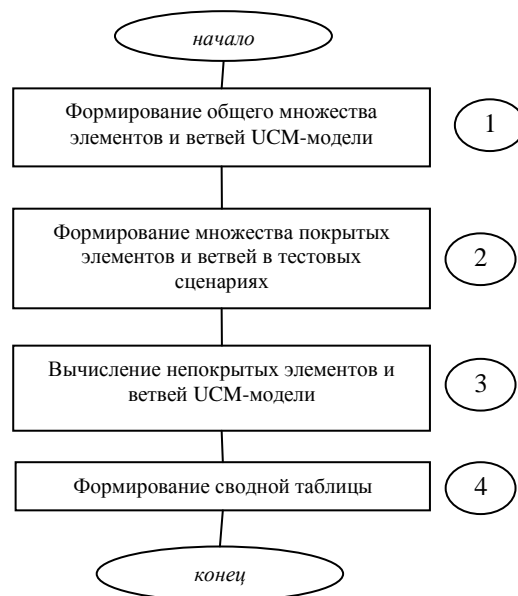 начало
Формирование общего множества
элементов и ветвей UCM-модели
1
Формирование множества покрытых
элементов и ветвей в тестовых
сценариях
2
Вычисление непокрытых элементов и
ветвей UCM-модели
3
Формирование сводной таблицы
4
конец